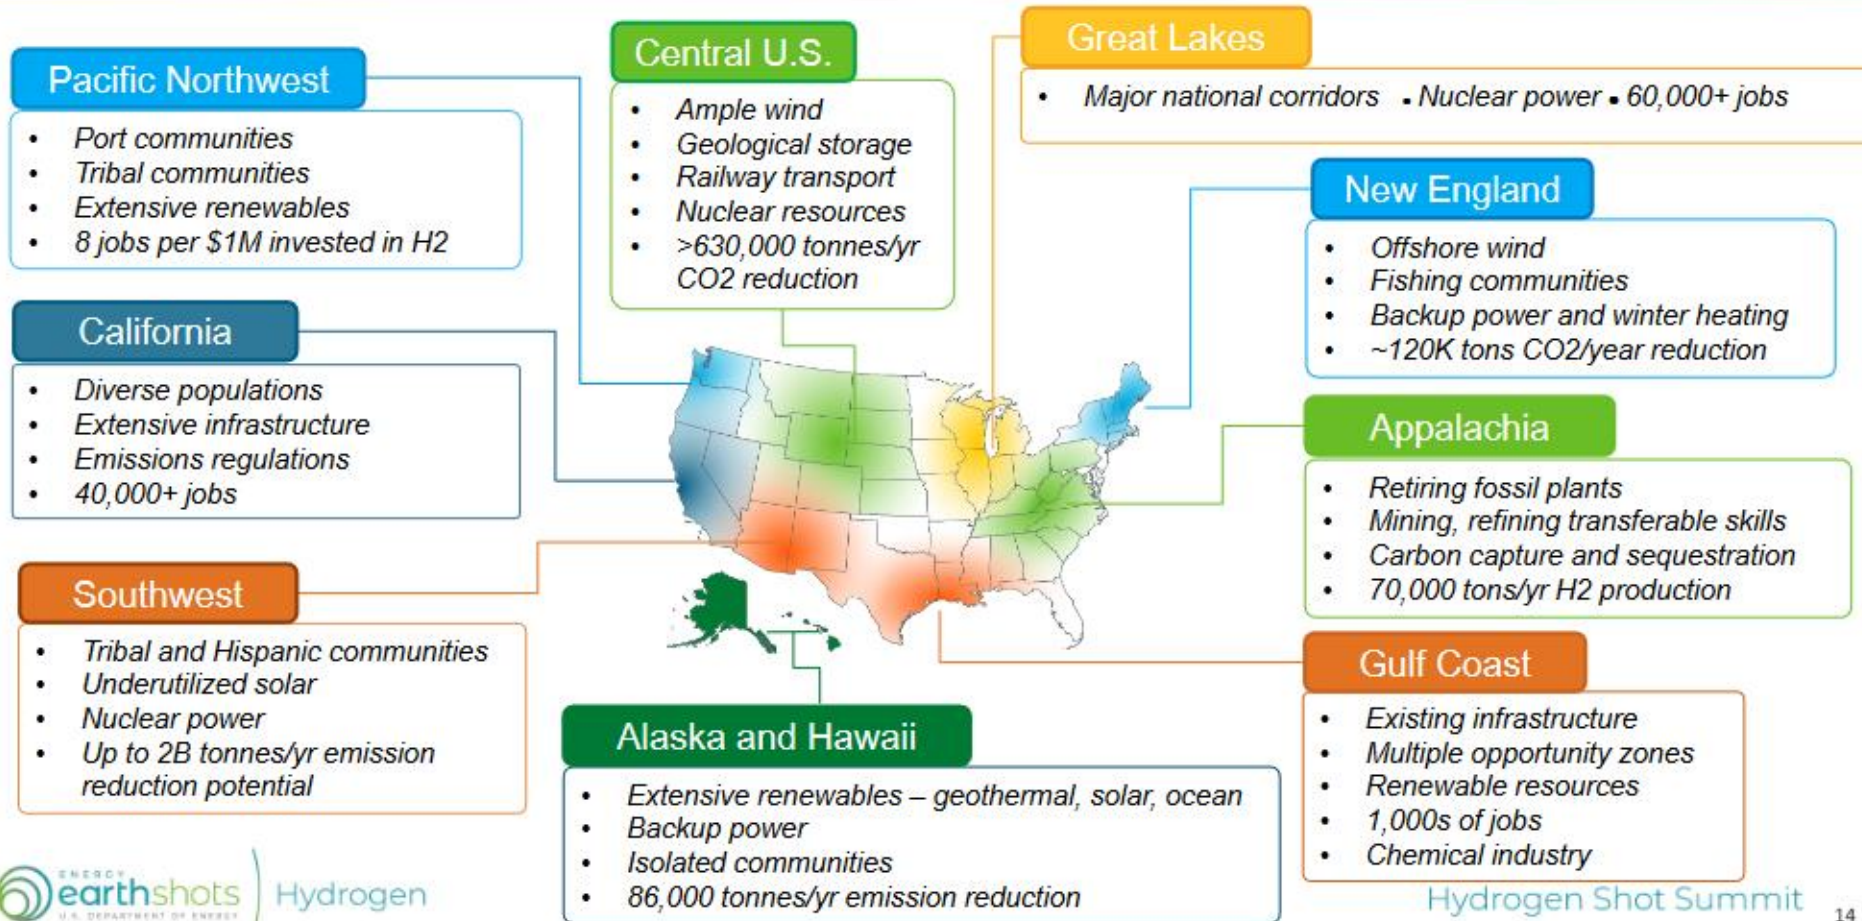 Pacific Northwest
• Port communities
• Tribal communities
• Extensive renewables
• 8 jobs per $1M invested in H2
Central U.S.
• Ample wind
• Geological storage
• Railway transport
• Nuclear resources
• >630,000 tonnes/yr
CO2 reduction
Great Lakes
• Major national corridors • Nuclear power • 60,000+ jobs
New England
• Offshore wind
• Fishing communities
• Backup power and winter heating
• ~120K tons CO2/year reduction
California
• Diverse populations
• Extensive infrastructure
• Emissions regulations
• 40,000+ jobs
Appalachia
• Retiring fossil plants
• Mining, refining transferable skills
• Carbon capture and sequestration
• 70,000 tons/yr H2 production
Southwest
• Tribal and Hispanic communities
• Underutilized solar
• Nuclear power
• Up to 2B tonnes/yr emission
reduction potential
Alaska and Hawaii
• Extensive renewables – geothermal, solar, ocean
• Backup power
• Isolated communities
• 86,000 tonnes/yr emission reduction
Gulf Coast
• Existing infrastructure
• Multiple opportunity zones
• Renewable resources
• 1,000s of jobs
• Chemical industry
ENERGY
earthshots
U.S. DEPARTMENT OF ENERGY
Hydrogen
Hydrogen Shot Summit
14